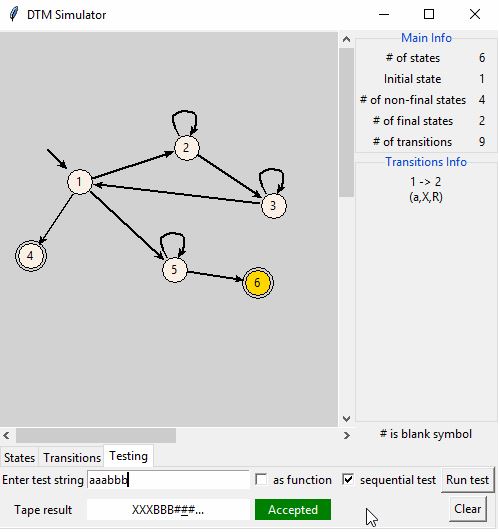 DTM Simulator
Main Info
# of states 6
Initial state 1
# of non-final states 4
# of final states 2
# of transitions 9
Transitions Info
1 -> 2
(a,X,R)
2
1
3
4
5
6
# is blank symbol
States Transitions Testing
Enter test string aaabbb as function sequential test Run test
Tape result XXXBBB###... Accepted Clear